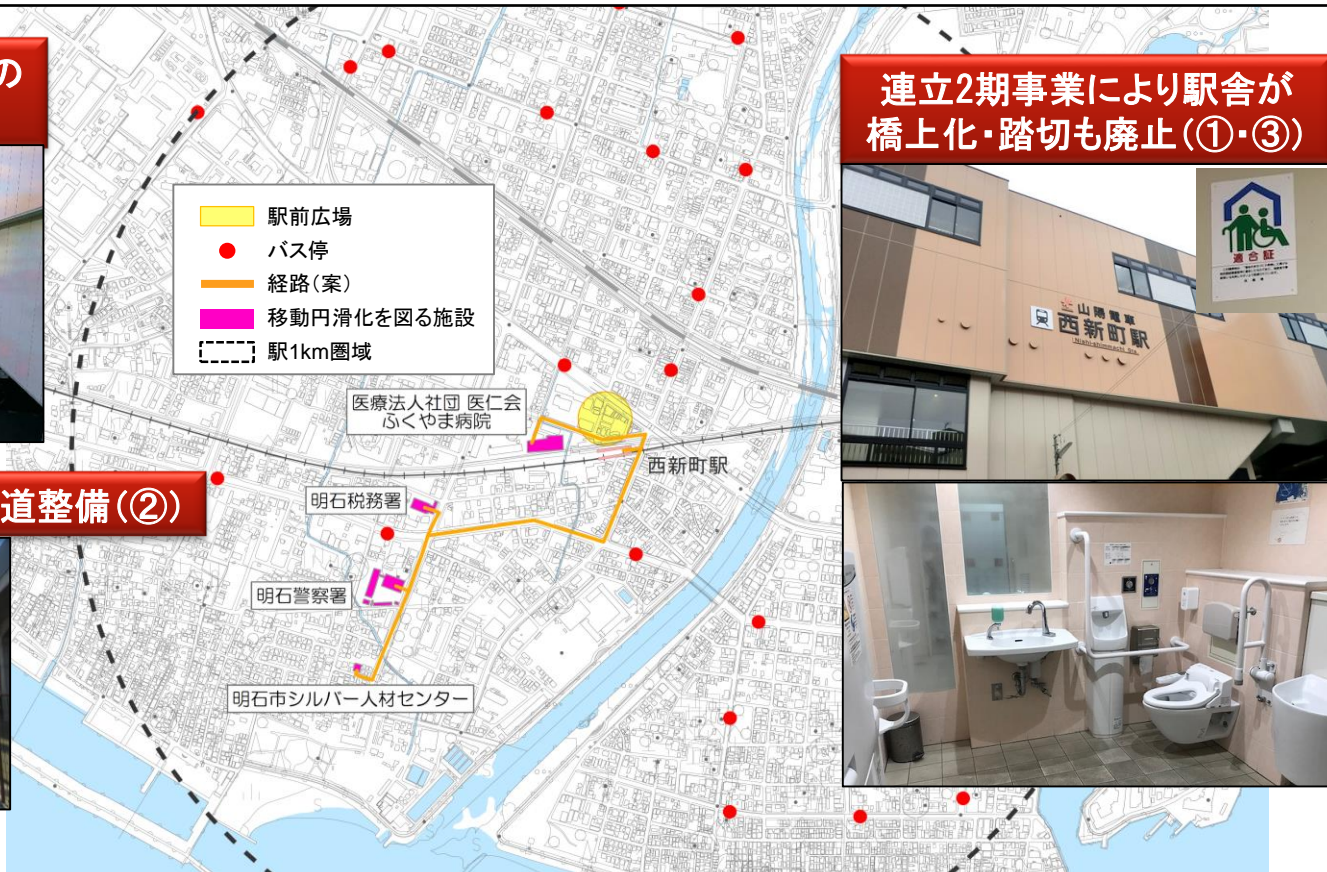 の
連立2期事業により駅舎が
橋上化・踏切も廃止(①・③)
適合証
駅前広場
バス停
経路(案)
移動円滑化を図る施設
駅1km圏域
山陽電車
西新町駅
Nishi-shimmachi Sta.
医療法人社団 医仁会
ふくやま病院
西新町駅
明石税務署
道整備(②)
明石警察署
明石市シルバー人材センター